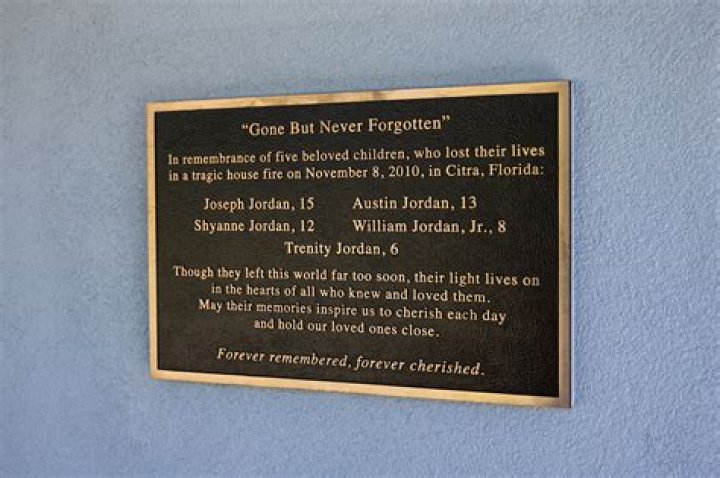 "Gone But Never Forgotten"
In remembrance of five beloved children, who lost their lives
in a tragic house fire on November 8, 2010, in Citra, Florida:
Joseph Jordan, 15 Austin Jordan, 13
Shyanne Jordan, 12 William Jordan, Jr., 8
Trenity Jordan, 6
Though they left this world far too soon, their light lives on
in the hearts of all who knew and loved them.
May their memories inspire us to cherish each day
and hold our loved ones close.
Forever remembered, forever cherished.